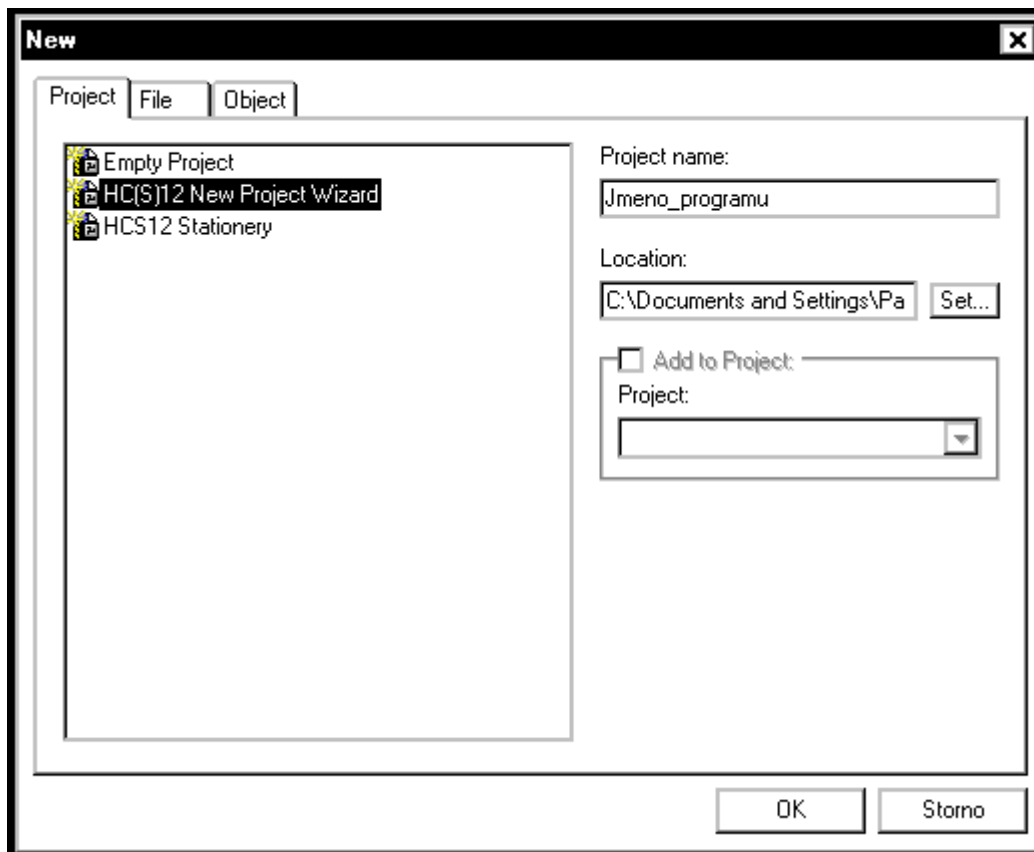 New
Project File Object
Empty Project
HC(S)12 New Project Wizard
HCS12 Stationery
Project name:
Jmeno_programu
Location:
C:\Documents and Settings\Pa Set...
Add to Project:
Project:
OK Storno